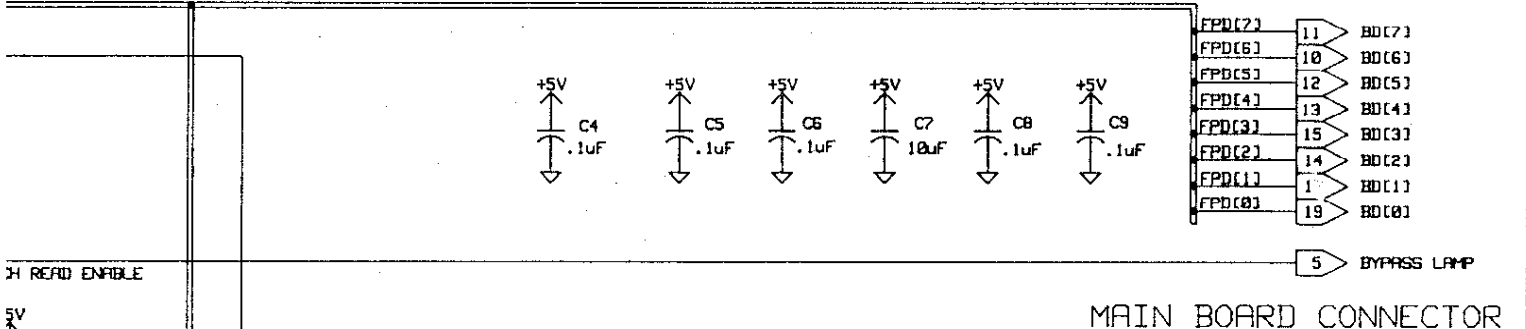 FPD[7] 11 BD[7]
FPD[6] 10 BD[6]
FPD[5] 12 BD[5]
FPD[4] 13 BD[4]
FPD[3] 15 BD[3]
FPD[2] 14 BD[2]
FPD[1] BD[1]
FPD[0] 19 BD[0]
+5V +5V +5V +5V +5V +5V
C4 C5 C6 C7 C8 C9
.1uF .1uF .1uF 10uF .1uF .1uF
5 BYPASS LAMP
CH READ ENABLE
5V
MAIN BOARD CONNECTOR